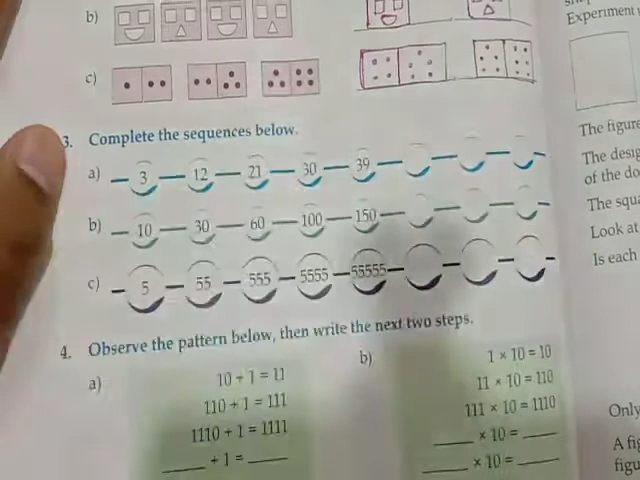 b)
Experiment
c)
3. Complete the sequences below.
The figure
a) 3 12 21 30 39
The desig
of the do
b) 10 30 60 100 150
The squa
Look at
c) 5 55 555 5555 55555
Is each
4. Observe the pattern below, then write the next two steps.
a) 10 + 1 = 11
110 + 1 = 111
1110 + 1 = 1111
____ + 1 = ____
b) 1 × 10 = 10
11 × 10 = 110
111 × 10 = 1110
____ × 10 = ____
____ × 10 = ____
Only
A fig
figu